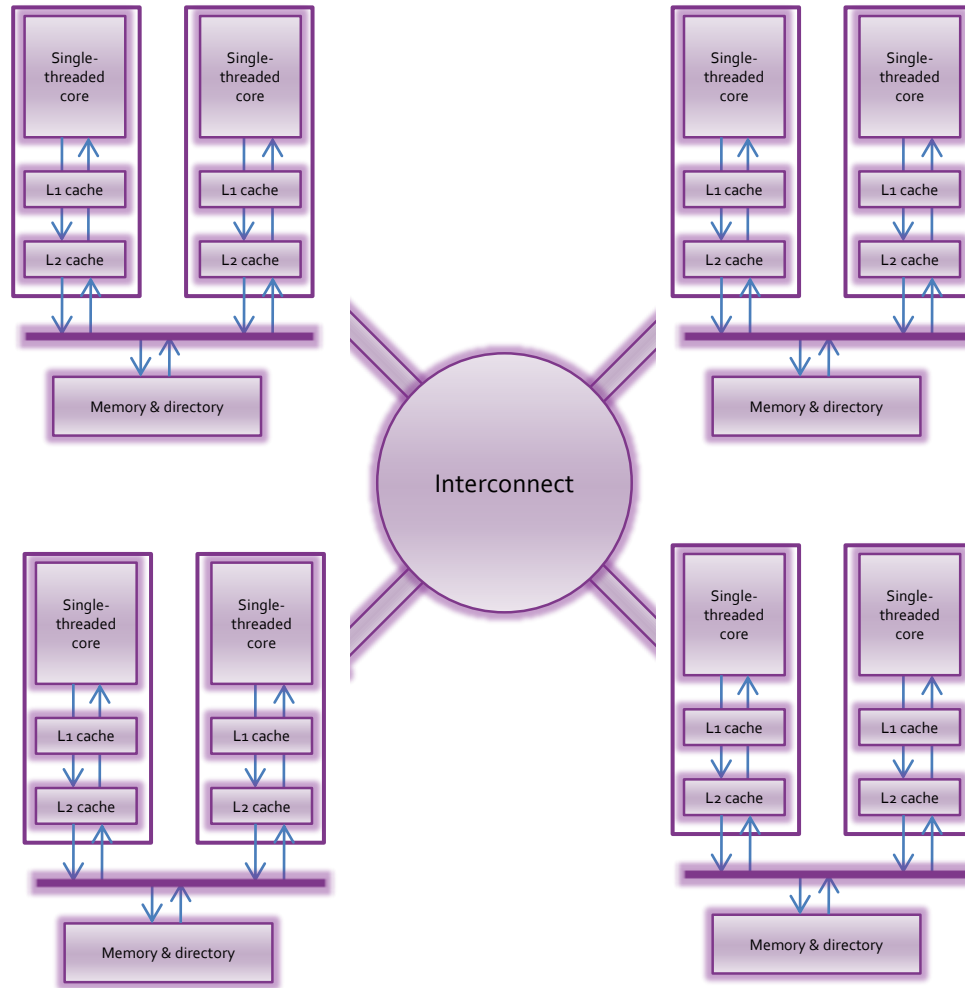 Single-
threaded
core
L1 cache
L2 cache
Single-
threaded
core
L1 cache
L2 cache
Memory & directory
Single-
threaded
core
L1 cache
L2 cache
Single-
threaded
core
L1 cache
L2 cache
Memory & directory
Interconnect
Single-
threaded
core
L1 cache
L2 cache
Single-
threaded
core
L1 cache
L2 cache
Memory & directory
Single-
threaded
core
L1 cache
L2 cache
Single-
threaded
core
L1 cache
L2 cache
Memory & directory